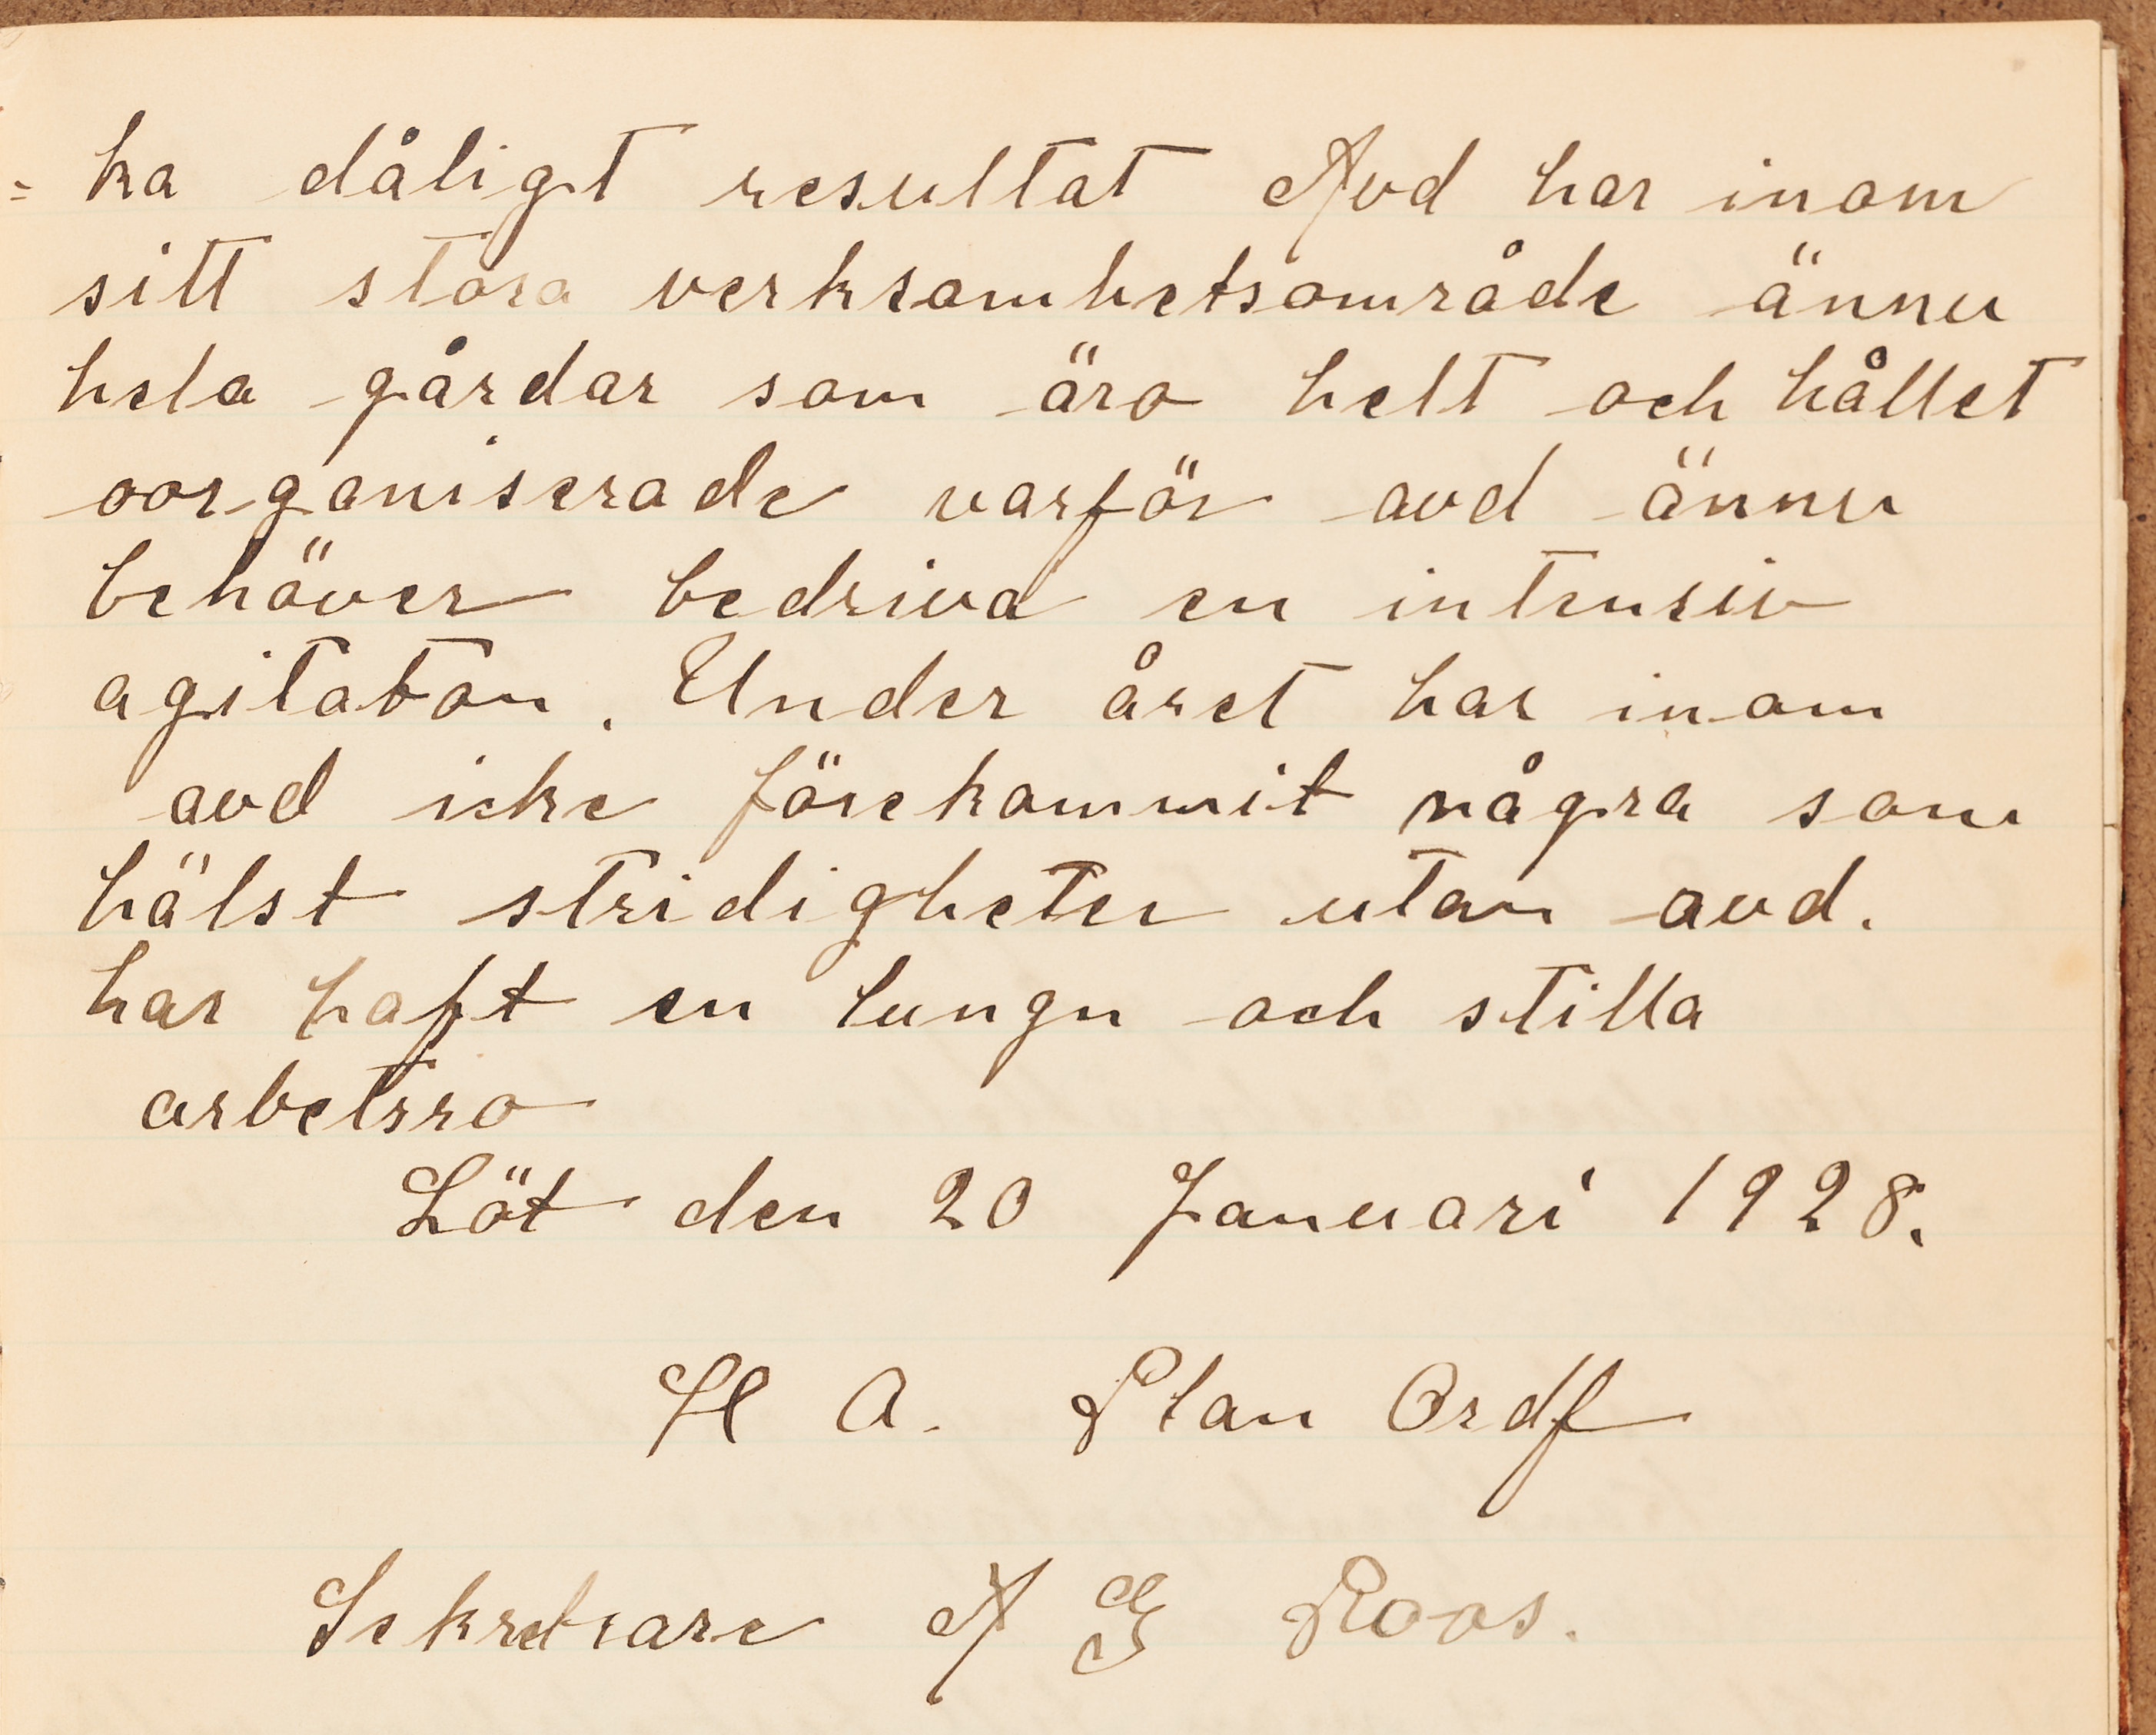 = ka dåligt resultat Avd har inom
sitt stora verksamhetsområde ännu
hela gårdar som äro helt och hållet
oorganiserade varför avd ännu
behöver bedriva en intensiv
agitation. Under året har inom
avd icke förekommit några som
hälst stridigheter utan avd.
har haft en lungn och stilla
arbetsro
Löt den 20 Januari 1928.
H A. Plan Ordf
Sekreterare A G Roos.